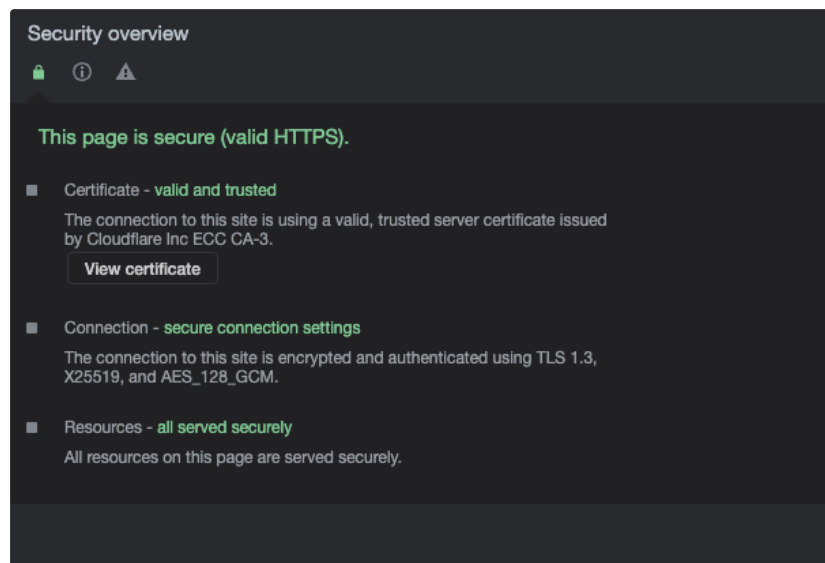 Security overview
This page is secure (valid HTTPS).
Certificate - valid and trusted
The connection to this site is using a valid, trusted server certificate issued
by Cloudflare Inc ECC CA-3.
View certificate
Connection - secure connection settings
The connection to this site is encrypted and authenticated using TLS 1.3,
X25519, and AES_128_GCM.
Resources - all served securely
All resources on this page are served securely.